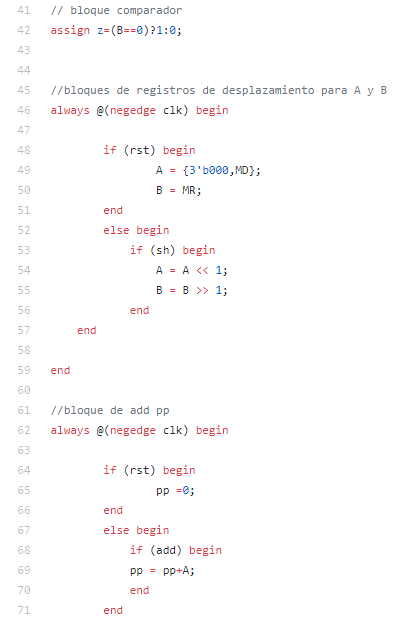 41 // bloque comparador
42 assign z=(B==0)?1:0;
43
44
45 //bloques de registros de desplazamiento para A y B
46 always @(negedge clk) begin
47
48 if (rst) begin
49 A = {3'b000,MD};
50 B = MR;
51 end
52 else begin
53 if (sh) begin
54 A = A << 1;
55 B = B >> 1;
56 end
57 end
58
59 end
60
61 //bloque de add pp
62 always @(negedge clk) begin
63
64 if (rst) begin
65 pp =0;
66 end
67 else begin
68 if (add) begin
69 pp = pp+A;
70 end
71 end